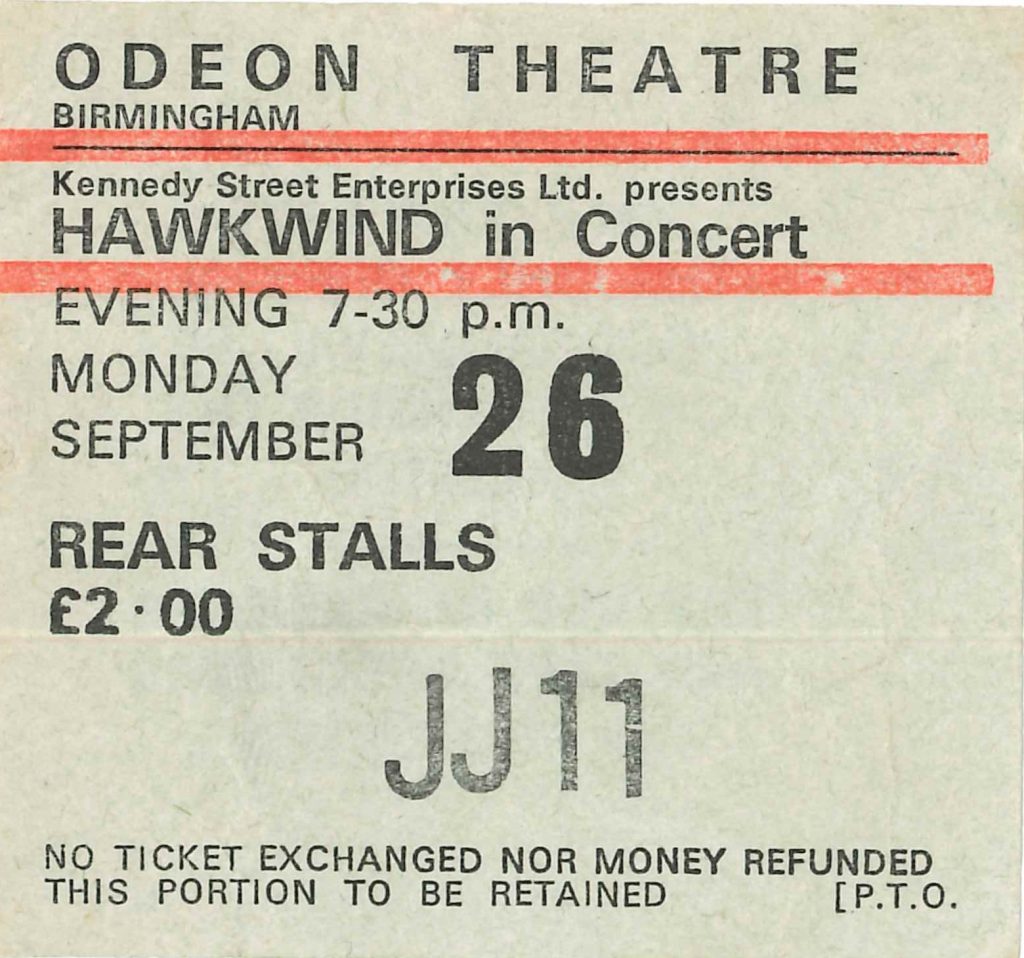 ODEON THEATRE
BIRMINGHAM
Kennedy Street Enterprises Ltd. presents
HAWKWIND in Concert
EVENING 7-30 p.m.
MONDAY
SEPTEMBER 26
REAR STALLS
£2·00
JJ11
NO TICKET EXCHANGED NOR MONEY REFUNDED
THIS PORTION TO BE RETAINED [P.T.O.